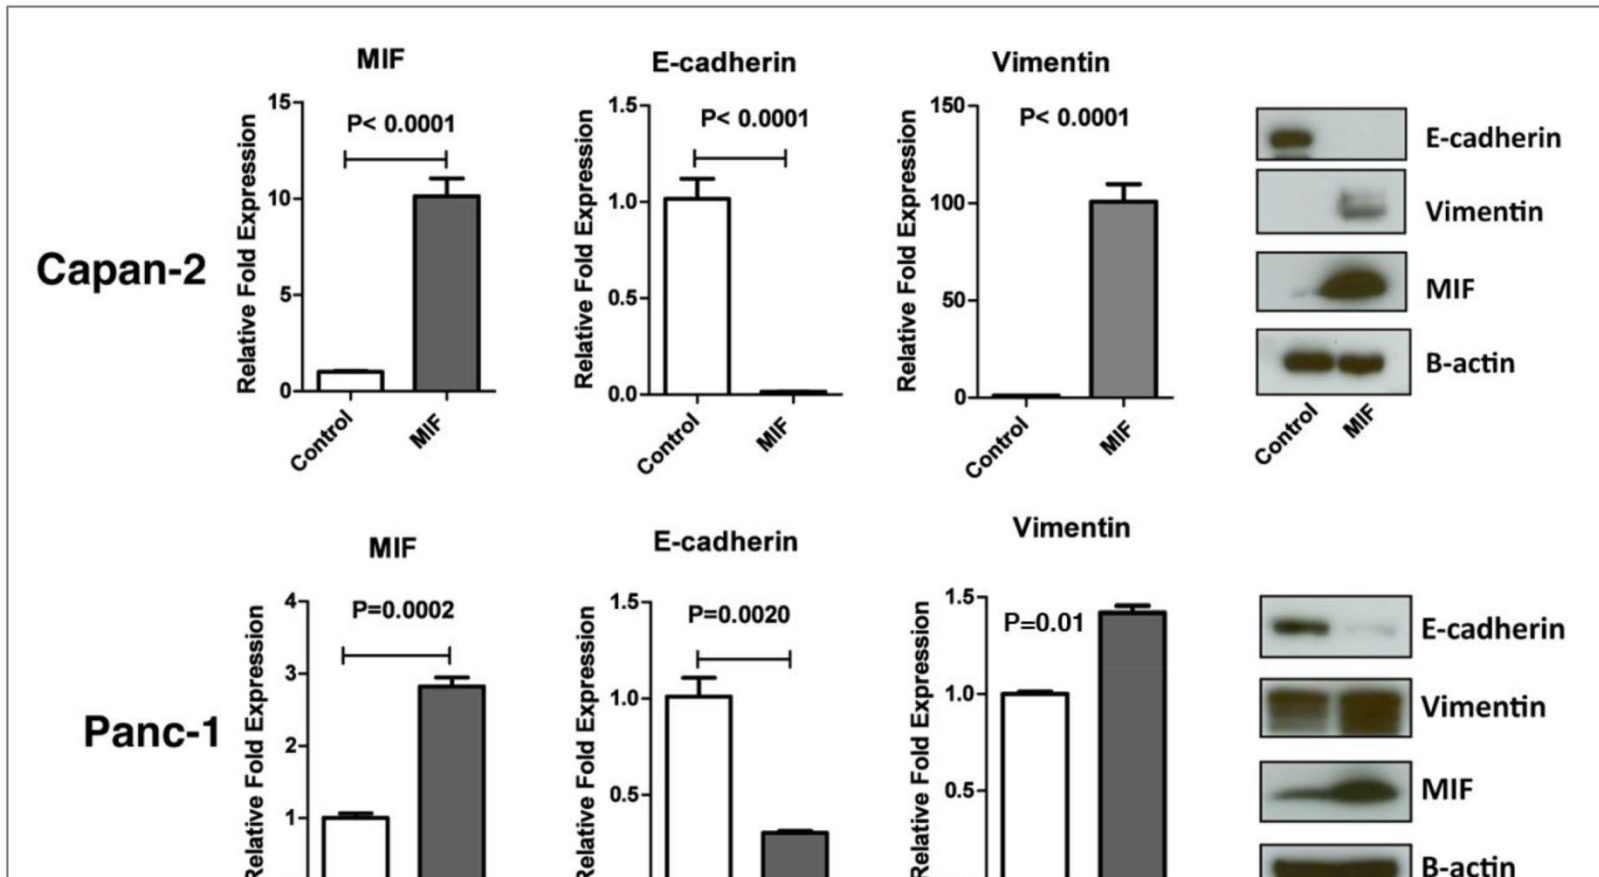 MIF
E-cadherin
Vimentin
Capan-2
Relative Fold Expression
15
10
5
0
P< 0.0001
Control
MIF
Relative Fold Expression
1.5
1.0
0.5
0.0
P< 0.0001
Control
MIF
Relative Fold Expression
150
100
50
0
P< 0.0001
Control
MIF
E-cadherin
Vimentin
MIF
B-actin
Control
MIF
MIF
E-cadherin
Vimentin
Panc-1
Relative Fold Expression
4
3
2
1
P=0.0002
Relative Fold Expression
1.5
1.0
0.5
P=0.0020
Relative Fold Expression
1.5
1.0
0.5
P=0.01
E-cadherin
Vimentin
MIF
B-actin